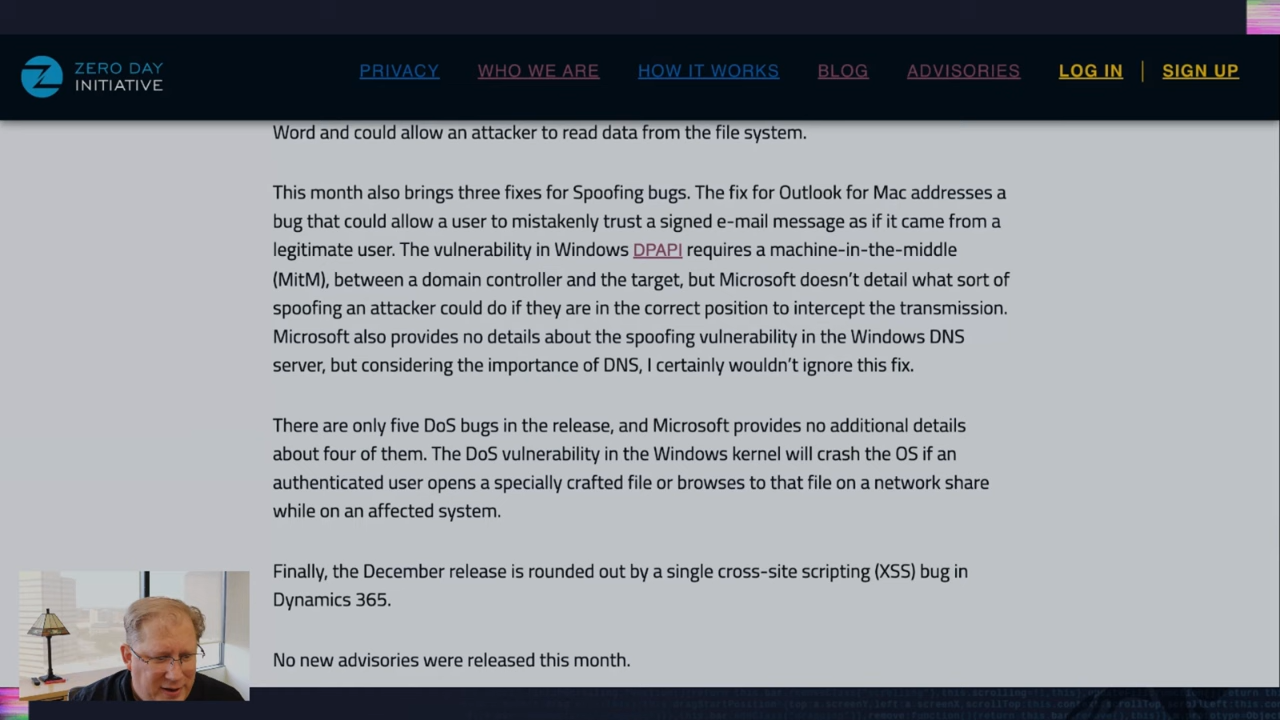 ZERO DAY
INITIATIVE
PRIVACY WHO WE ARE HOW IT WORKS BLOG ADVISORIES LOG IN | SIGN UP
Word and could allow an attacker to read data from the file system.
This month also brings three fixes for Spoofing bugs. The fix for Outlook for Mac addresses a
bug that could allow a user to mistakenly trust a signed e-mail message as if it came from a
legitimate user. The vulnerability in Windows DPAPI requires a machine-in-the-middle
(MitM), between a domain controller and the target, but Microsoft doesn't detail what sort of
spoofing an attacker could do if they are in the correct position to intercept the transmission.
Microsoft also provides no details about the spoofing vulnerability in the Windows DNS
server, but considering the importance of DNS, I certainly wouldn't ignore this fix.
There are only five DoS bugs in the release, and Microsoft provides no additional details
about four of them. The DoS vulnerability in the Windows kernel will crash the OS if an
authenticated user opens a specially crafted file or browses to that file on a network share
while on an affected system.
Finally, the December release is rounded out by a single cross-site scripting (XSS) bug in
Dynamics 365.
No new advisories were released this month.